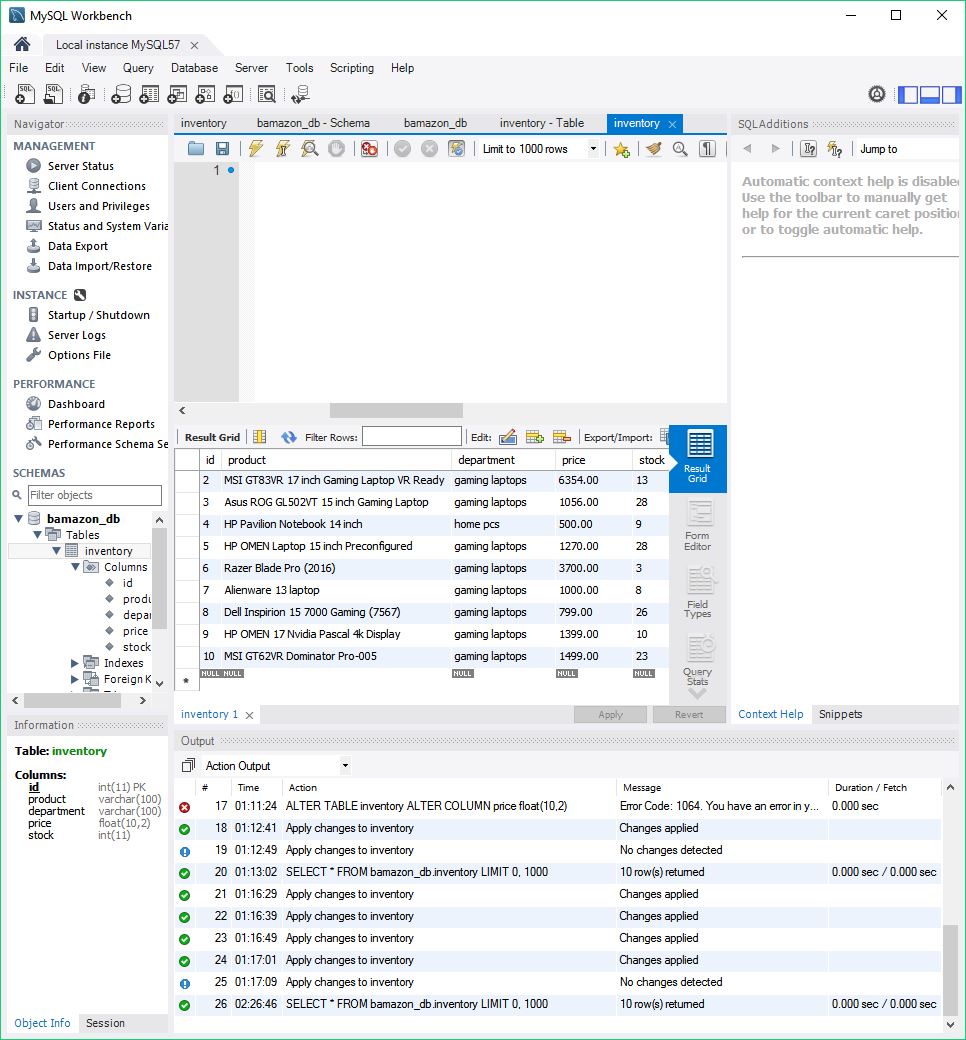 MySQL Workbench
Local instance MySQL57
File Edit View Query Database Server Tools Scripting Help
Navigator
MANAGEMENT
Server Status
Client Connections
Users and Privileges
Status and System Varia
Data Export
Data Import/Restore
INSTANCE
Startup / Shutdown
Server Logs
Options File
PERFORMANCE
Dashboard
Performance Reports
Performance Schema Se
SCHEMAS
Filter objects
bamazon_db
Tables
inventory
Columns
id
produ
depar
price
stock
Indexes
Foreign K
Information
Table: inventory
Columns:
id int(11) PK
product varchar(100)
department varchar(100)
price float(10,2)
stock int(11)
Object Info Session
inventory bamazon_db - Schema bamazon_db inventory - Table inventory
Limit to 1000 rows
1
Result Grid Filter Rows: Edit: Export/Import:
id product department price stock
2 MSI GT83VR 17 inch Gaming Laptop VR Ready gaming laptops 6354.00 13
3 Asus ROG GL502VT 15 inch Gaming Laptop gaming laptops 1056.00 28
4 HP Pavilion Notebook 14 inch home pcs 500.00 9
5 HP OMEN Laptop 15 inch Preconfigured gaming laptops 1270.00 28
6 Razer Blade Pro (2016) gaming laptops 3700.00 3
7 Alienware 13 laptop gaming laptops 1000.00 8
8 Dell Inspirion 15 7000 Gaming (7567) gaming laptops 799.00 26
9 HP OMEN 17 Nvidia Pascal 4k Display gaming laptops 1399.00 10
10 MSI GT62VR Dominator Pro-005 gaming laptops 1499.00 23
NULL NULL NULL NULL NULL
Result
Grid
Form
Editor
Field
Types
Query
Stats
inventory 1 Apply Revert
SQLAdditions
Jump to
Automatic context help is disabled
Use the toolbar to manually get
help for the current caret position
or to toggle automatic help.
Context Help Snippets
Output
Action Output
# Time Action Message Duration / Fetch
17 01:11:24 ALTER TABLE inventory ALTER COLUMN price float(10,2) Error Code: 1064. You have an error in y... 0.000 sec
18 01:12:41 Apply changes to inventory Changes applied
19 01:12:49 Apply changes to inventory No changes detected
20 01:13:02 SELECT * FROM bamazon_db.inventory LIMIT 0, 1000 10 row(s) returned 0.000 sec / 0.000 sec
21 01:16:29 Apply changes to inventory Changes applied
22 01:16:39 Apply changes to inventory Changes applied
23 01:16:49 Apply changes to inventory Changes applied
24 01:17:01 Apply changes to inventory Changes applied
25 01:17:09 Apply changes to inventory No changes detected
26 02:26:46 SELECT * FROM bamazon_db.inventory LIMIT 0, 1000 10 row(s) returned 0.000 sec / 0.000 sec